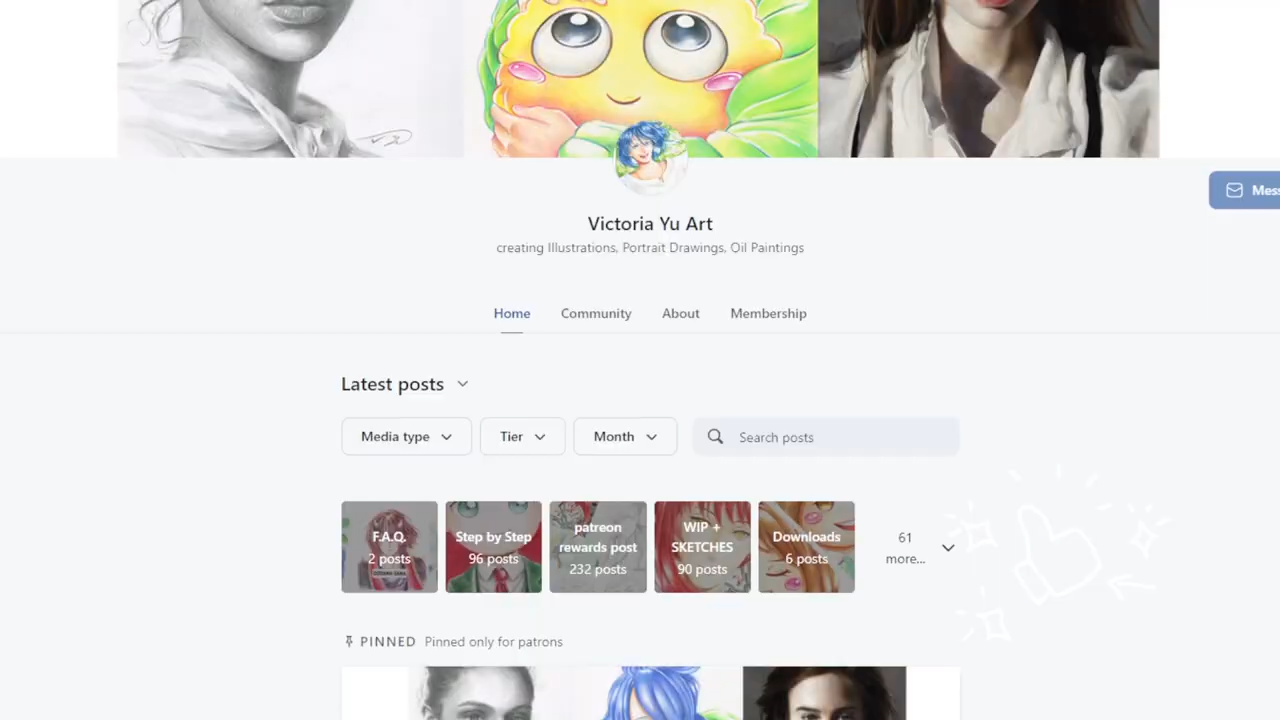 Victoria Yu Art
creating Illustrations, Portrait Drawings, Oil Paintings
Home Community About Membership
Latest posts
Media type Tier Month Search posts
F.A.Q.
2 posts
Step by Step
96 posts
patreon
rewards post
232 posts
WIP +
SKETCHES
90 posts
Downloads
6 posts
61
more...
PINNED Pinned only for patrons